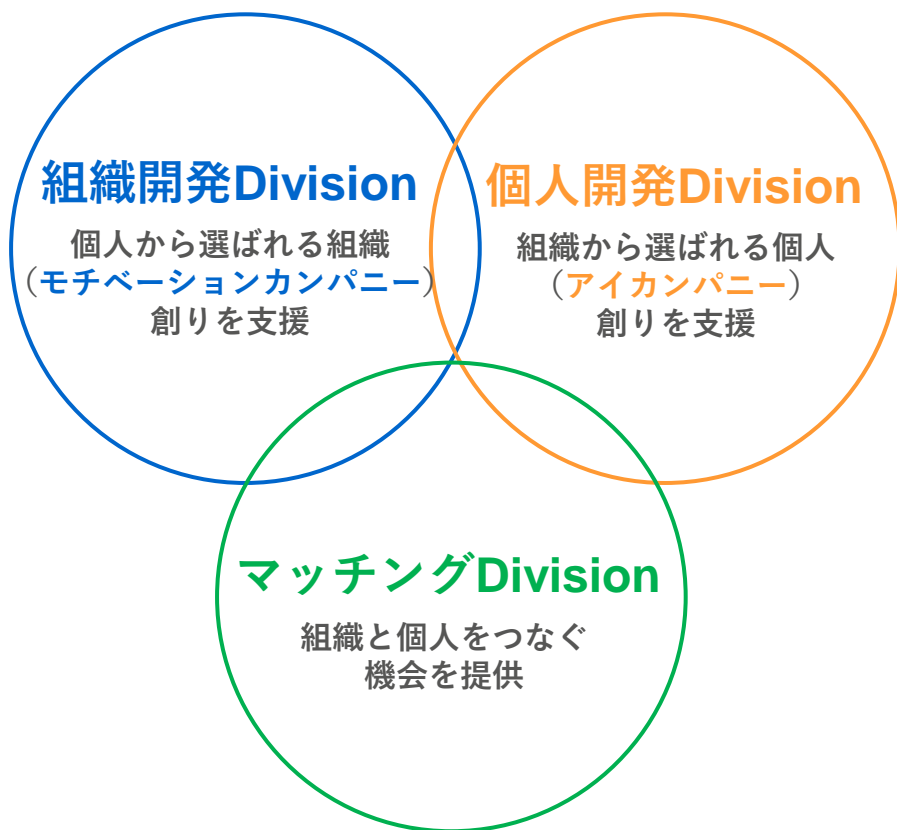 組織開発Division
個人から選ばれる組織
（モチベーションカンパニー）
創りを支援
個人開発Division
組織から選ばれる個人
（アイカンパニー）
創りを支援
マッチングDivision
組織と個人をつなぐ
機会を提供